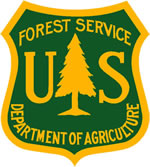 FOREST SERVICE
U S
DEPARTMENT OF AGRICULTURE